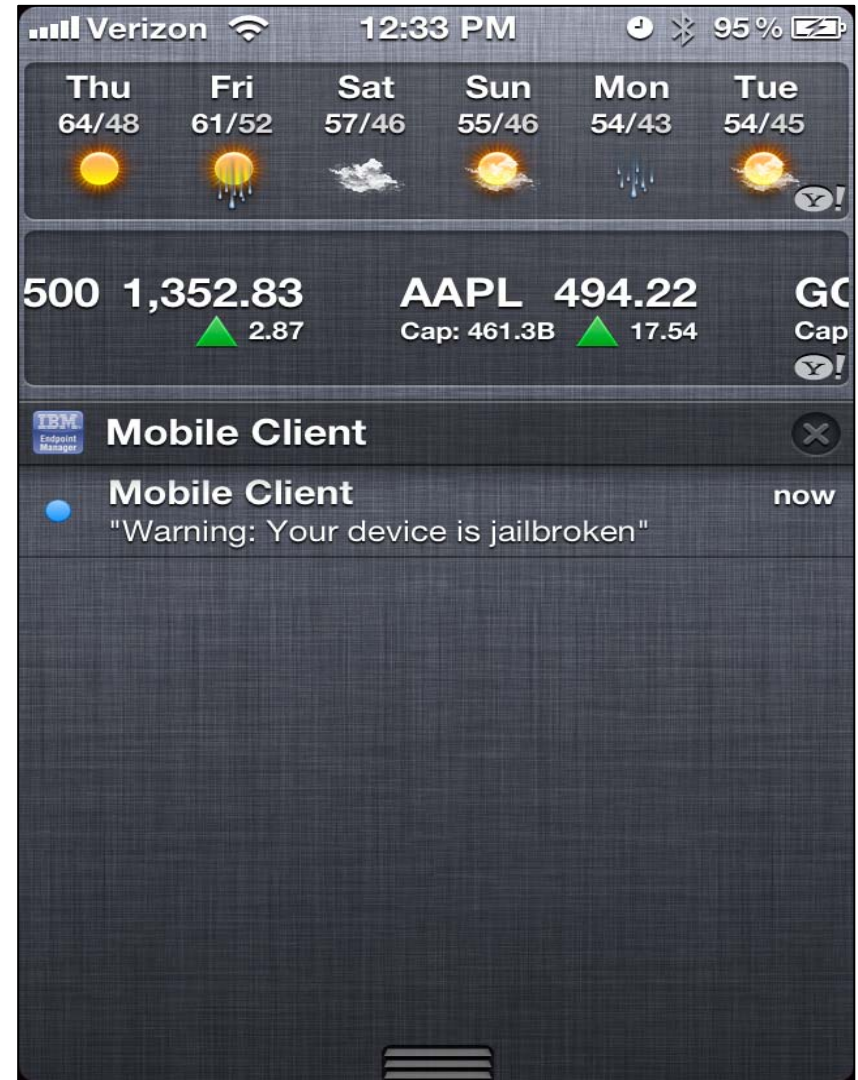 Verizon 12:33 PM 95%
Thu Fri Sat Sun Mon Tue
64/48 61/52 57/46 55/46 54/43 54/45
Y!
500 1,352.83 AAPL 494.22 GO
2.87 Cap: 461.3B 17.54 Cap
Y!
IBM
Endpoint
Manager
Mobile Client
Mobile Client now
"Warning: Your device is jailbroken"